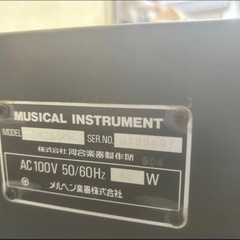 MUSICAL INSTRUMENT
MODEL SER NO.
株式会社 河合楽器製作所
904
AC100V 50/60Hz W
メルヘン楽器株式会社